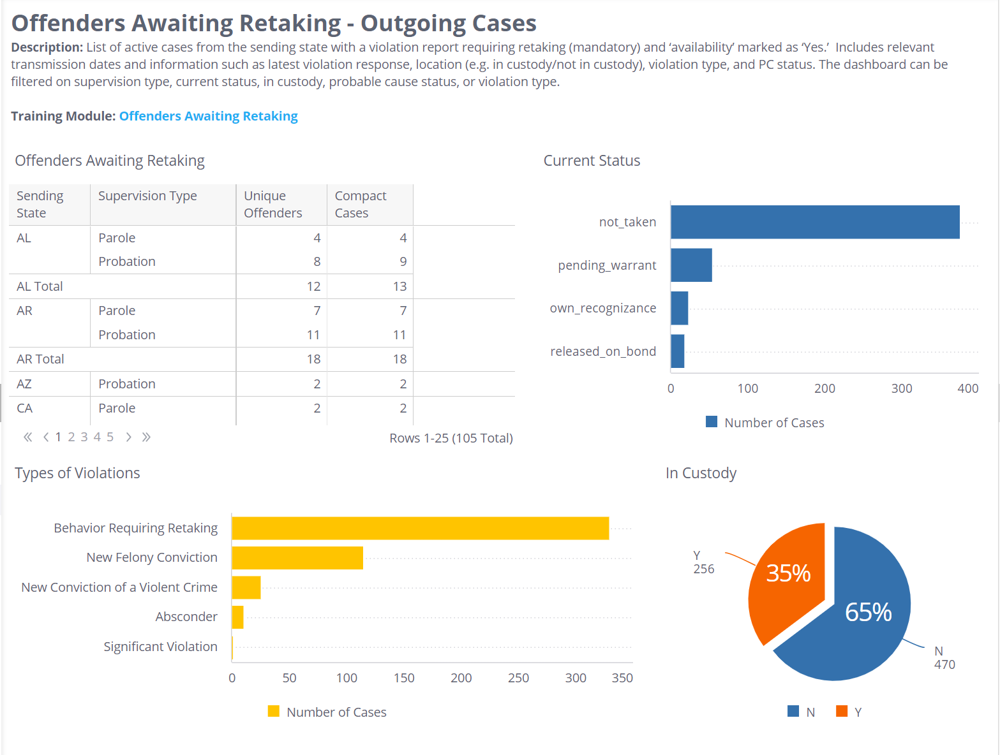 Offenders Awaiting Retaking - Outgoing Cases
Description: List of active cases from the sending state with a violation report requiring retaking (mandatory) and ‘availability’ marked as ‘Yes.’  Includes relevant
transmission dates and information such as latest violation response, location (e.g. in custody/not in custody), violation type, and PC status. The dashboard can be
filtered on supervision type, current status, in custody, probable cause status, or violation type.
Training Module: Offenders Awaiting Retaking
Offenders Awaiting Retaking
Sending State Supervision Type Unique Offenders Compact Cases
AL Parole 4 4
Probation 8 9
AL Total 12 13
AR Parole 7 7
Probation 11 11
AR Total 18 18
AZ Probation 2 2
CA Parole 2 2
« ‹ 1 2 3 4 5 › »
Rows 1-25 (105 Total)
Current Status
not_taken
pending_warrant
own_recognizance
released_on_bond
0 100 200 300 400
Number of Cases
Types of Violations
Behavior Requiring Retaking
New Felony Conviction
New Conviction of a Violent Crime
Absconder
Significant Violation
0 50 100 150 200 250 300 350
Number of Cases
In Custody
Y
256
35%
65%
N
470
N Y